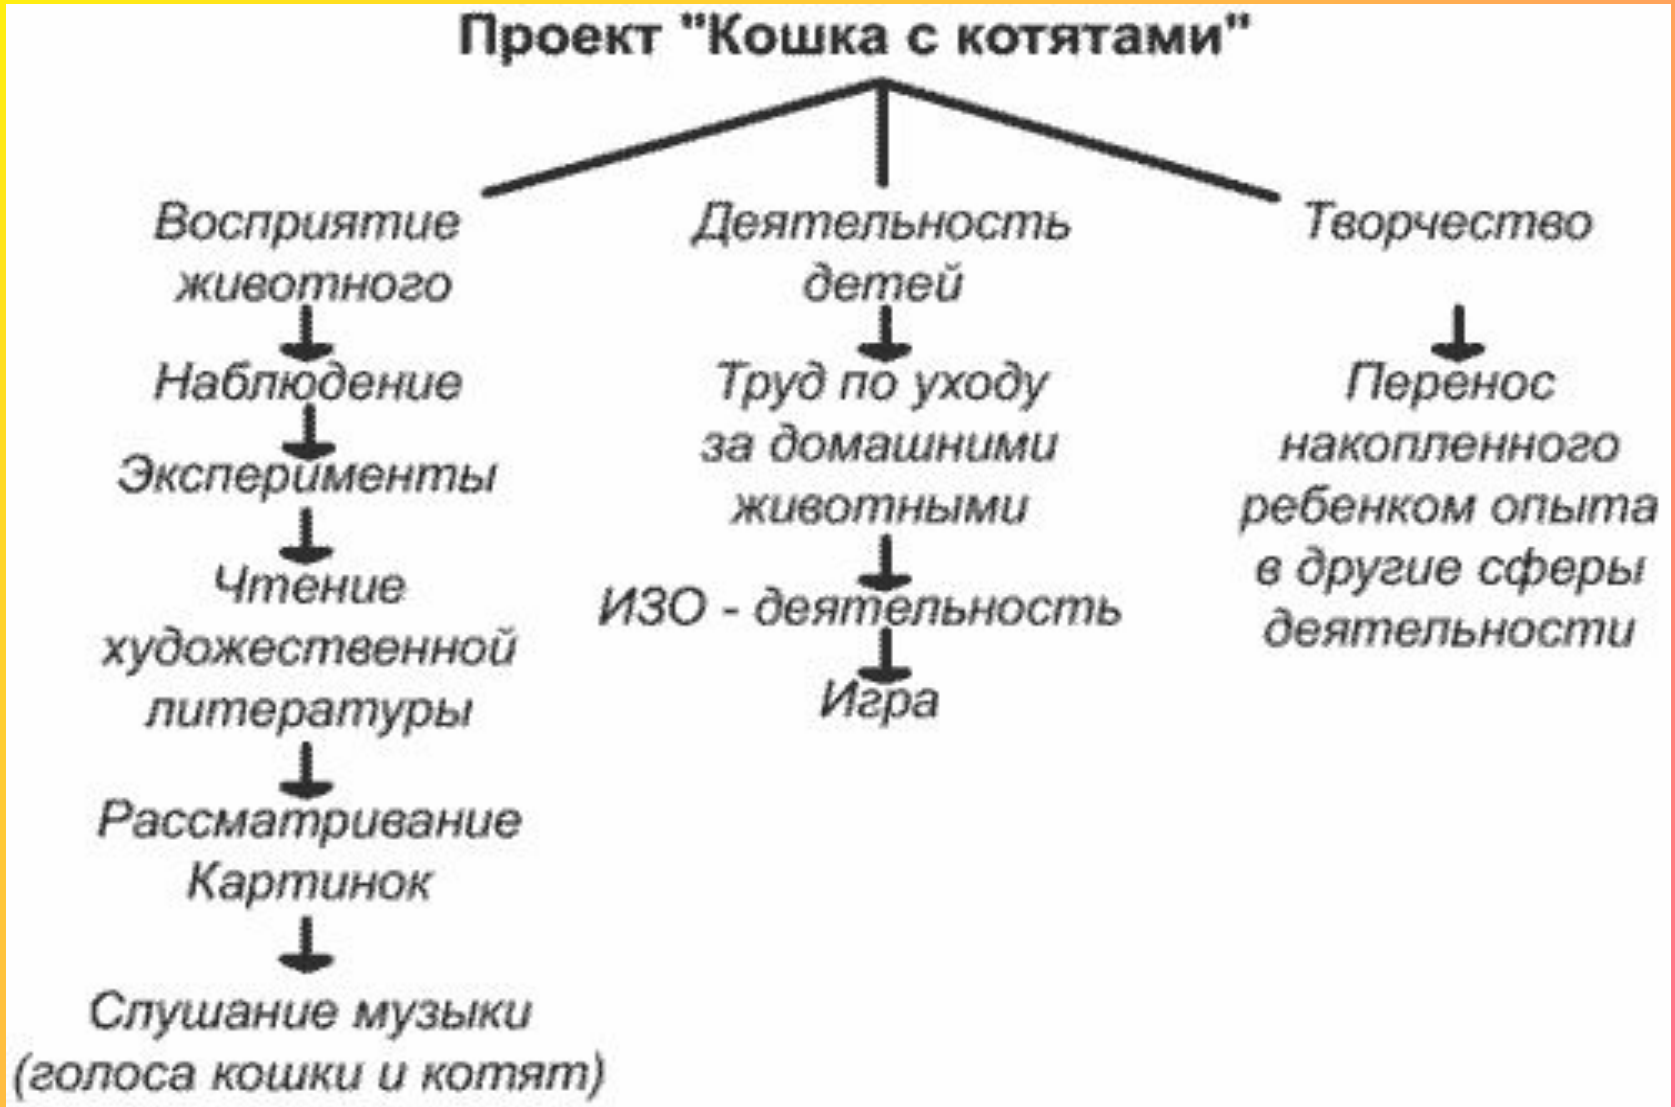 Проект "Кошка с котятами"
Восприятие
животного
Наблюдение
Эксперименты
Чтение
художественной
литературы
Рассматривание
Картинок
Слушание музыки
(голоса кошки и котят)
Деятельность
детей
Труд по уходу
за домашними
животными
ИЗО - деятельность
Игра
Творчество
Перенос
накопленного
ребенком опыта
в другие сферы
деятельности